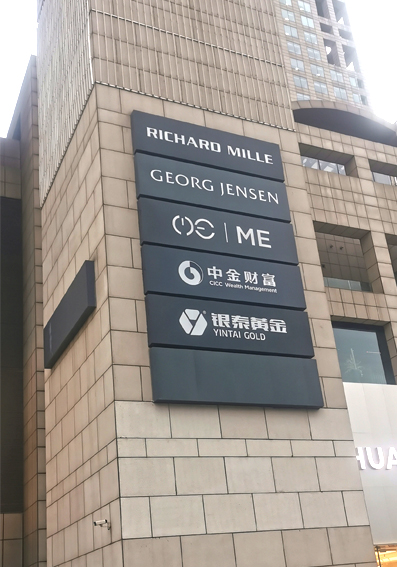 RICHARD MILLE
GEORG JENSEN
ME
中金财富
CICC Wealth Management
银泰黄金
YINTAI GOLD
HUA